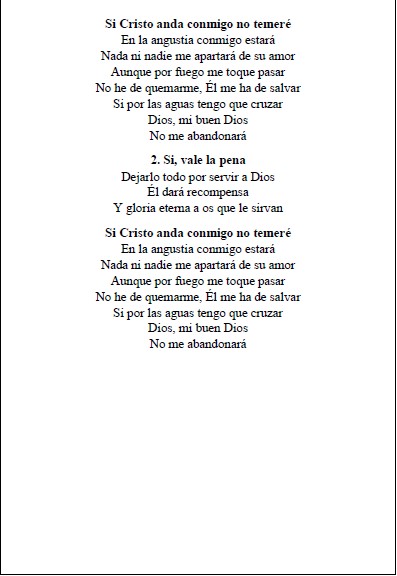 Si Cristo anda conmigo no temeré
En la angustia conmigo estará
Nada ni nadie me apartará de su amor
Aunque por fuego me toque pasar
No he de quemarme, Él me ha de salvar
Si por las aguas tengo que cruzar
Dios, mi buen Dios
No me abandonará
2. Si, vale la pena
Dejarlo todo por servir a Dios
Él dará recompensa
Y gloria eterna a os que le sirvan
Si Cristo anda conmigo no temeré
En la angustia conmigo estará
Nada ni nadie me apartará de su amor
Aunque por fuego me toque pasar
No he de quemarme, Él me ha de salvar
Si por las aguas tengo que cruzar
Dios, mi buen Dios
No me abandonará